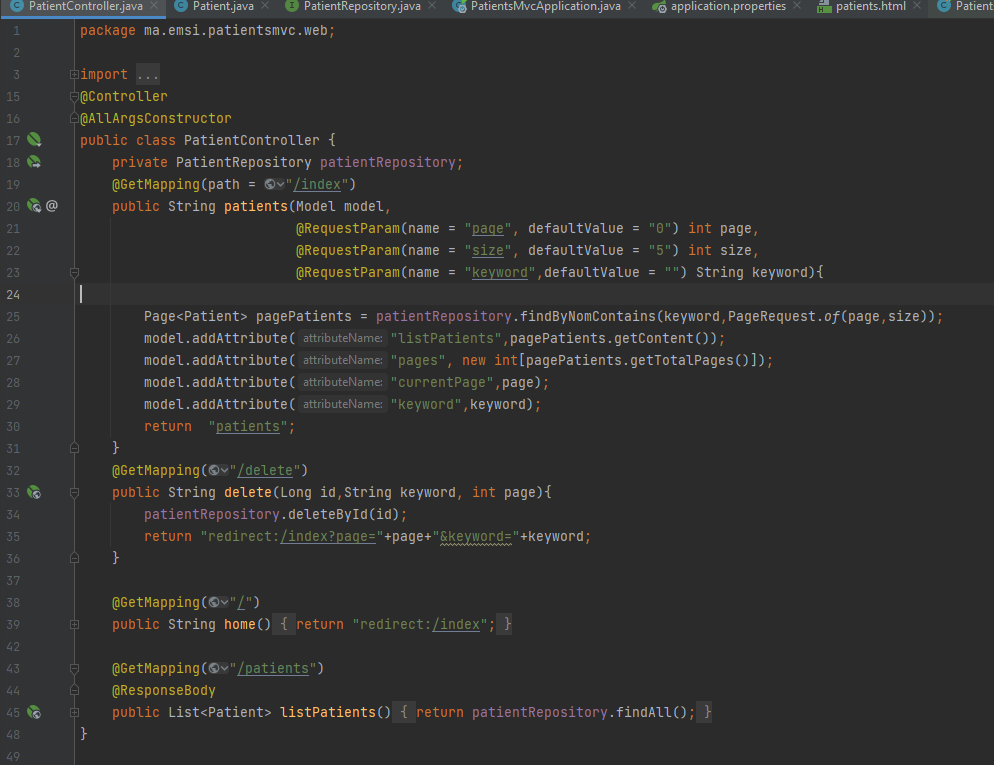 PatientController.java Patient.java PatientRepository.java PatientsMvcApplication.java application.properties patients.html Patient
1 package ma.emsi.patientsmvc.web;
2
3 import ...
15 @Controller
16 @AllArgsConstructor
17 public class PatientController {
18 private PatientRepository patientRepository;
19 @GetMapping(path = "/index")
20 @ public String patients(Model model,
21 @RequestParam(name = "page", defaultValue = "0") int page,
22 @RequestParam(name = "size", defaultValue = "5") int size,
23 @RequestParam(name = "keyword",defaultValue = "") String keyword){
24
25 Page<Patient> pagePatients = patientRepository.findByNomContains(keyword,PageRequest.of(page,size));
26 model.addAttribute( attributeName: "listPatients",pagePatients.getContent());
27 model.addAttribute( attributeName: "pages", new int[pagePatients.getTotalPages()]);
28 model.addAttribute( attributeName: "currentPage",page);
29 model.addAttribute( attributeName: "keyword",keyword);
30 return "patients";
31 }
32 @GetMapping("/delete")
33 public String delete(Long id,String keyword, int page){
34 patientRepository.deleteById(id);
35 return "redirect:/index?page="+page+"&keyword="+keyword;
36 }
37
38 @GetMapping("/")
39 public String home() { return "redirect:/index"; }
42
43 @GetMapping("/patients")
44 @ResponseBody
45 public List<Patient> listPatients() { return patientRepository.findAll(); }
48 }
49